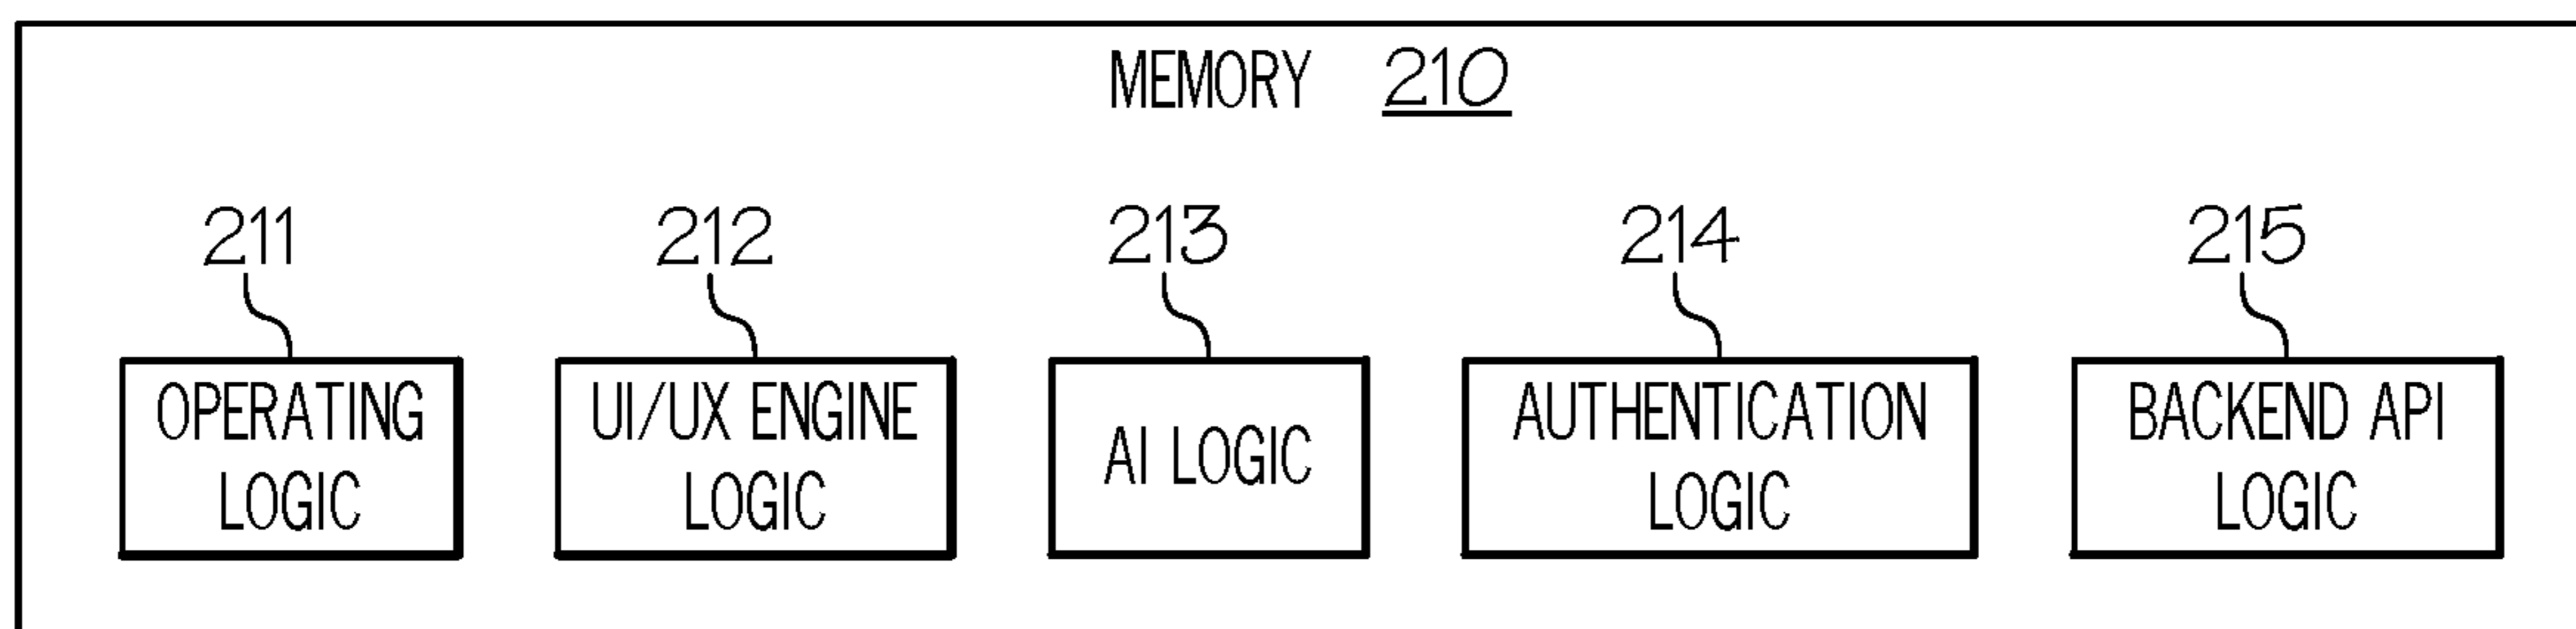 MEMORY 210
211 212 213 214 215
OPERATING LOGIC
UI/UX ENGINE LOGIC
AI LOGIC
AUTHENTICATION LOGIC
BACKEND API LOGIC